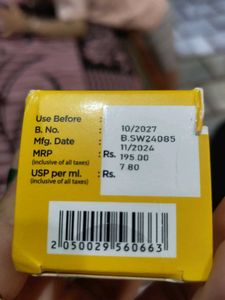 Use Before : 10/2027
B. No. : B.SW24085
Mfg. Date : 11/2024
MRP : Rs. 195.00
(inclusive of all taxes)
USP per ml. : Rs. 7.80
(inclusive of all taxes)
2 050029 560663